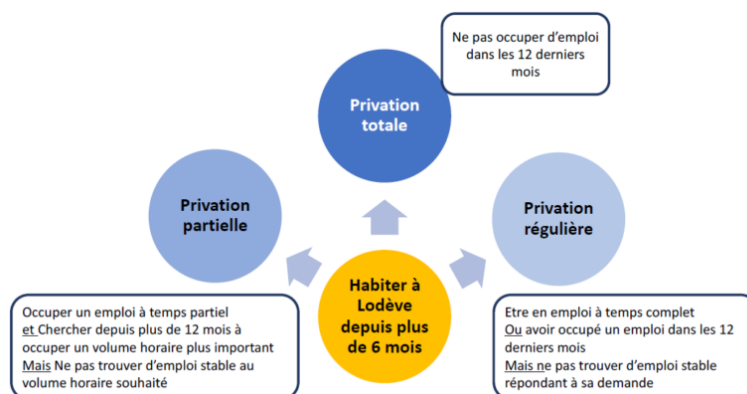 Ne pas occuper d'emploi
dans les 12 derniers
mois
Privation
totale
Privation
partielle
Privation
régulière
Habiter à
Lodève
depuis plus
de 6 mois
Occuper un emploi à temps partiel
et Chercher depuis plus de 12 mois à
occuper un volume horaire plus important
Mais Ne pas trouver d'emploi stable au
volume horaire souhaité
Etre en emploi à temps complet
Ou avoir occupé un emploi dans les 12
derniers mois
Mais ne pas trouver d'emploi stable
répondant à sa demande